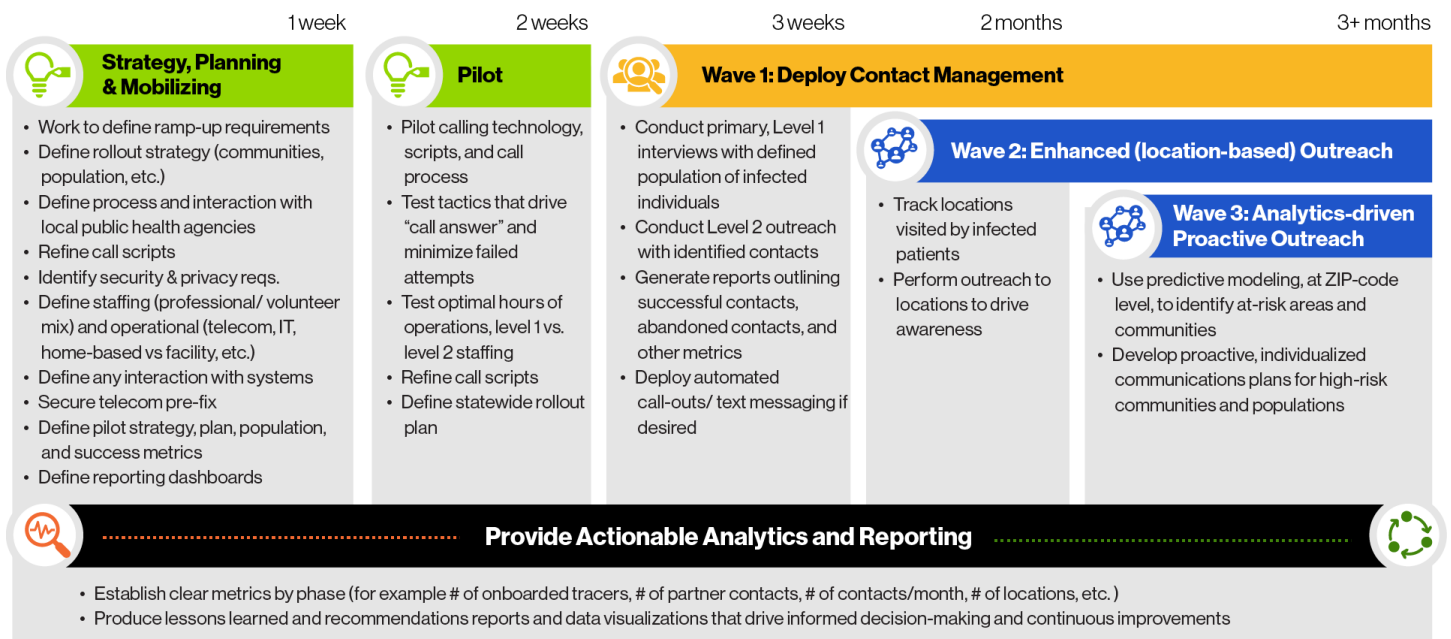 1 week
2 weeks
3 weeks
2 months
3+ months
Strategy, Planning
& Mobilizing
• Work to define ramp-up requirements
• Define rollout strategy (communities,
population, etc.)
• Define process and interaction with
local public health agencies
• Refine call scripts
• Identify security & privacy reqs.
• Define staffing (professional/ volunteer
mix) and operational (telecom, IT,
home-based vs facility, etc.)
• Define any interaction with systems
• Secure telecom pre-fix
• Define pilot strategy, plan, population,
and success metrics
• Define reporting dashboards
Pilot
• Pilot calling technology,
scripts, and call
process
• Test tactics that drive
“call answer” and
minimize failed
attempts
• Test optimal hours of
operations, level 1 vs.
level 2 staffing
• Refine call scripts
• Define statewide rollout
plan
Wave 1: Deploy Contact Management
• Conduct primary, Level 1
interviews with defined
population of infected
individuals
• Conduct Level 2 outreach
with identified contacts
• Generate reports outlining
successful contacts,
abandoned contacts, and
other metrics
• Deploy automated
call-outs/ text messaging if
desired
Wave 2: Enhanced (location-based) Outreach
• Track locations
visited by infected
patients
• Perform outreach to
locations to drive
awareness
Wave 3: Analytics-driven
Proactive Outreach
• Use predictive modeling, at ZIP-code
level, to identify at-risk areas and
communities
• Develop proactive, individualized
communications plans for high-risk
communities and populations
Provide Actionable Analytics and Reporting
• Establish clear metrics by phase (for example # of onboarded tracers, # of partner contacts, # of contacts/month, # of locations, etc. )
• Produce lessons learned and recommendations reports and data visualizations that drive informed decision-making and continuous improvements